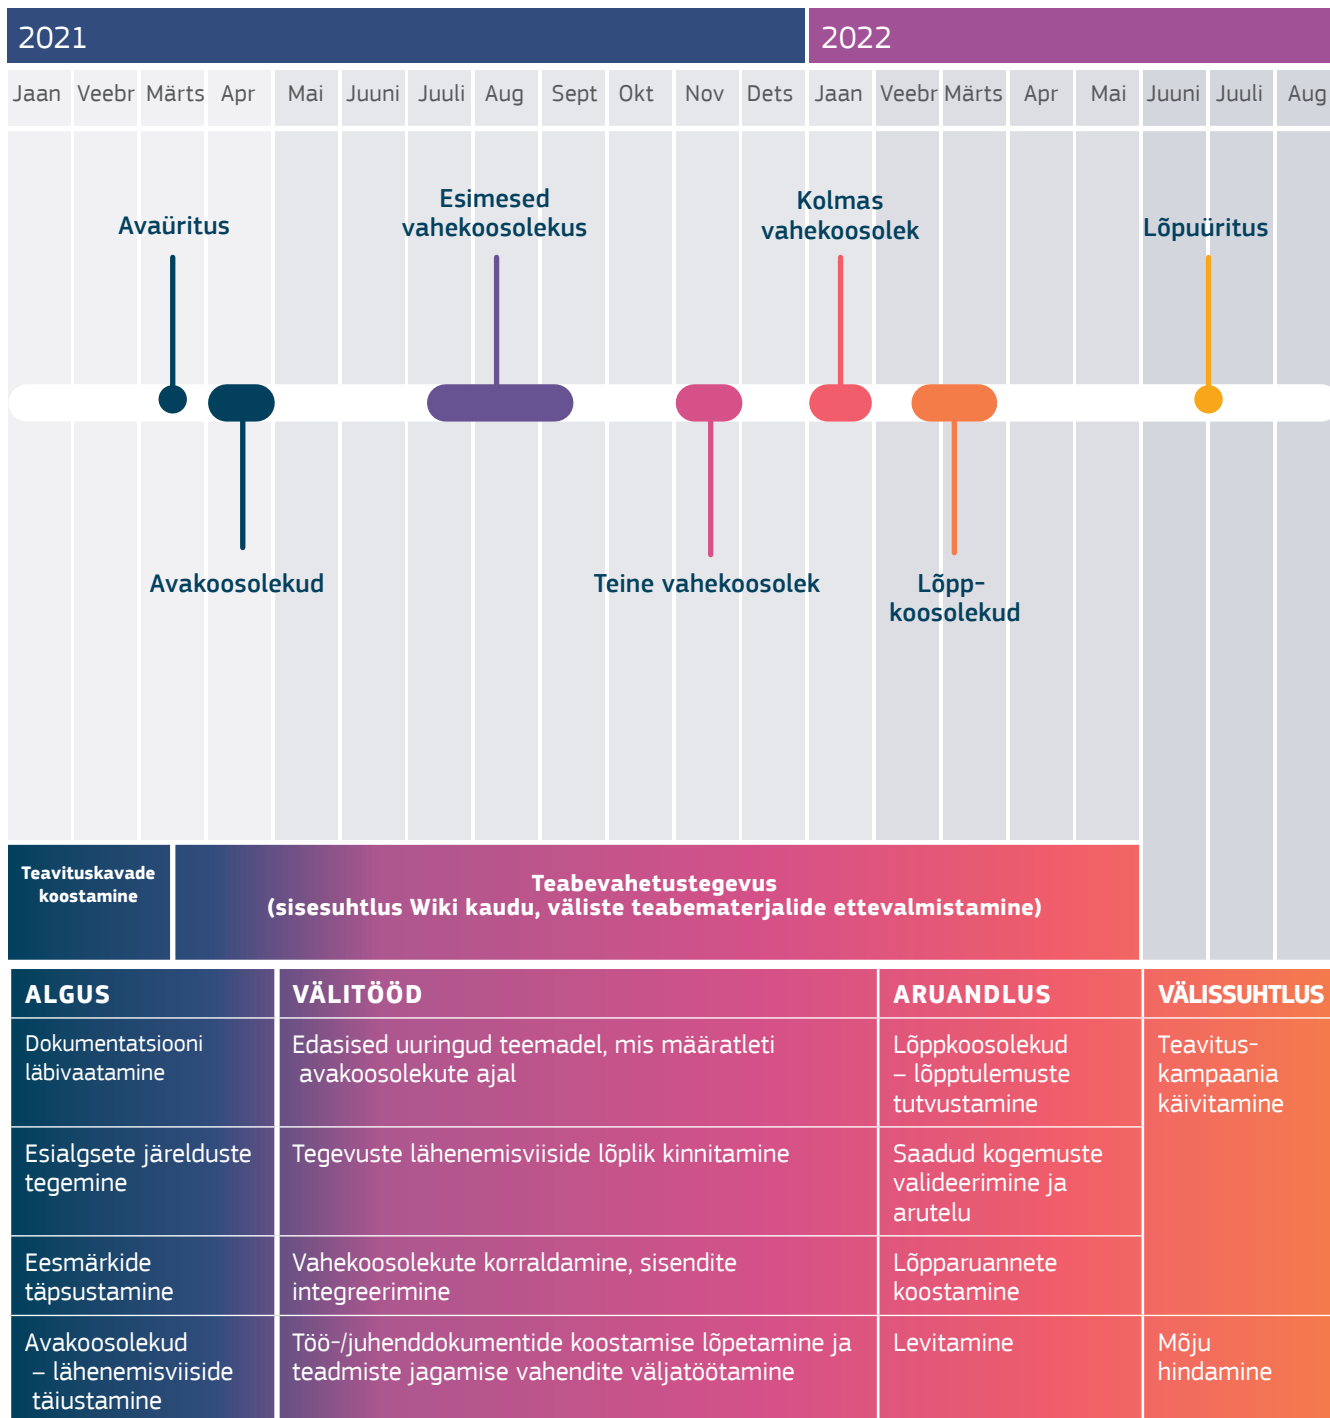 2021
2022
Jaan Veebr Märts Apr Mai Juuni Juuli Aug Sept Okt Nov Dets Jaan Veebr Märts Apr Mai Juuni Juuli Aug
Esimesed
vahekoosolekus
Kolmas
vahekoosolek
Avaüritus
Lõpuüritus
Avakoosolekud
Teine vahekoosolek
Lõpp-
koosolekud
Teavituskavade
koostamine
Teabevahetustegevus
(sisesuhtlus Wiki kaudu, väliste teabematerjalide ettevalmistamine)
ALGUS
Dokumentatsiooni
läbivaatamine
Esialgsete järelduste
tegemine
Eesmärkide
täpsustamine
Avakoosolekud
– lähenemisviiside
täiustamine
VÄLITÖÖD
Edasised uuringud teemadel, mis määratleti
avakoosolekute ajal
Tegevuste lähenemisviiside lõplik kinnitamine
Vahekoosolekute korraldamine, sisendite
integreerimine
Töö-/juhenddokumentide koostamise lõpetamine ja
teadmiste jagamise vahendite väljatöötamine
ARUANDLUS
Lõppkoosolekud
– lõpptulemuste
tutvustamine
Saadud kogemuste
valideerimine ja
arutelu
Lõpparuannete
koostamine
Levitamine
VÄLISSUHTLUS
Teavitus-
kampaania
käivitamine
Mõju
hindamine